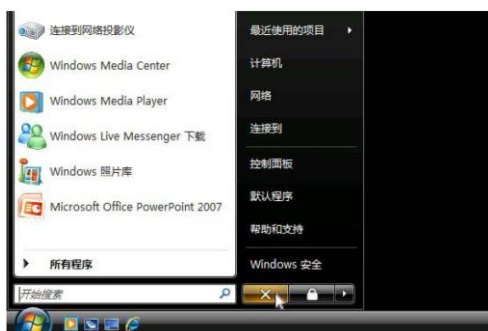 连接到网络投影仪
Windows Media Center
Windows Media Player
Windows Live Messenger 下载
Windows 照片库
Microsoft Office PowerPoint 2007
所有程序
开始搜索
最近使用的项目
计算机
网络
连接到
控制面板
默认程序
帮助和支持
Windows 安全